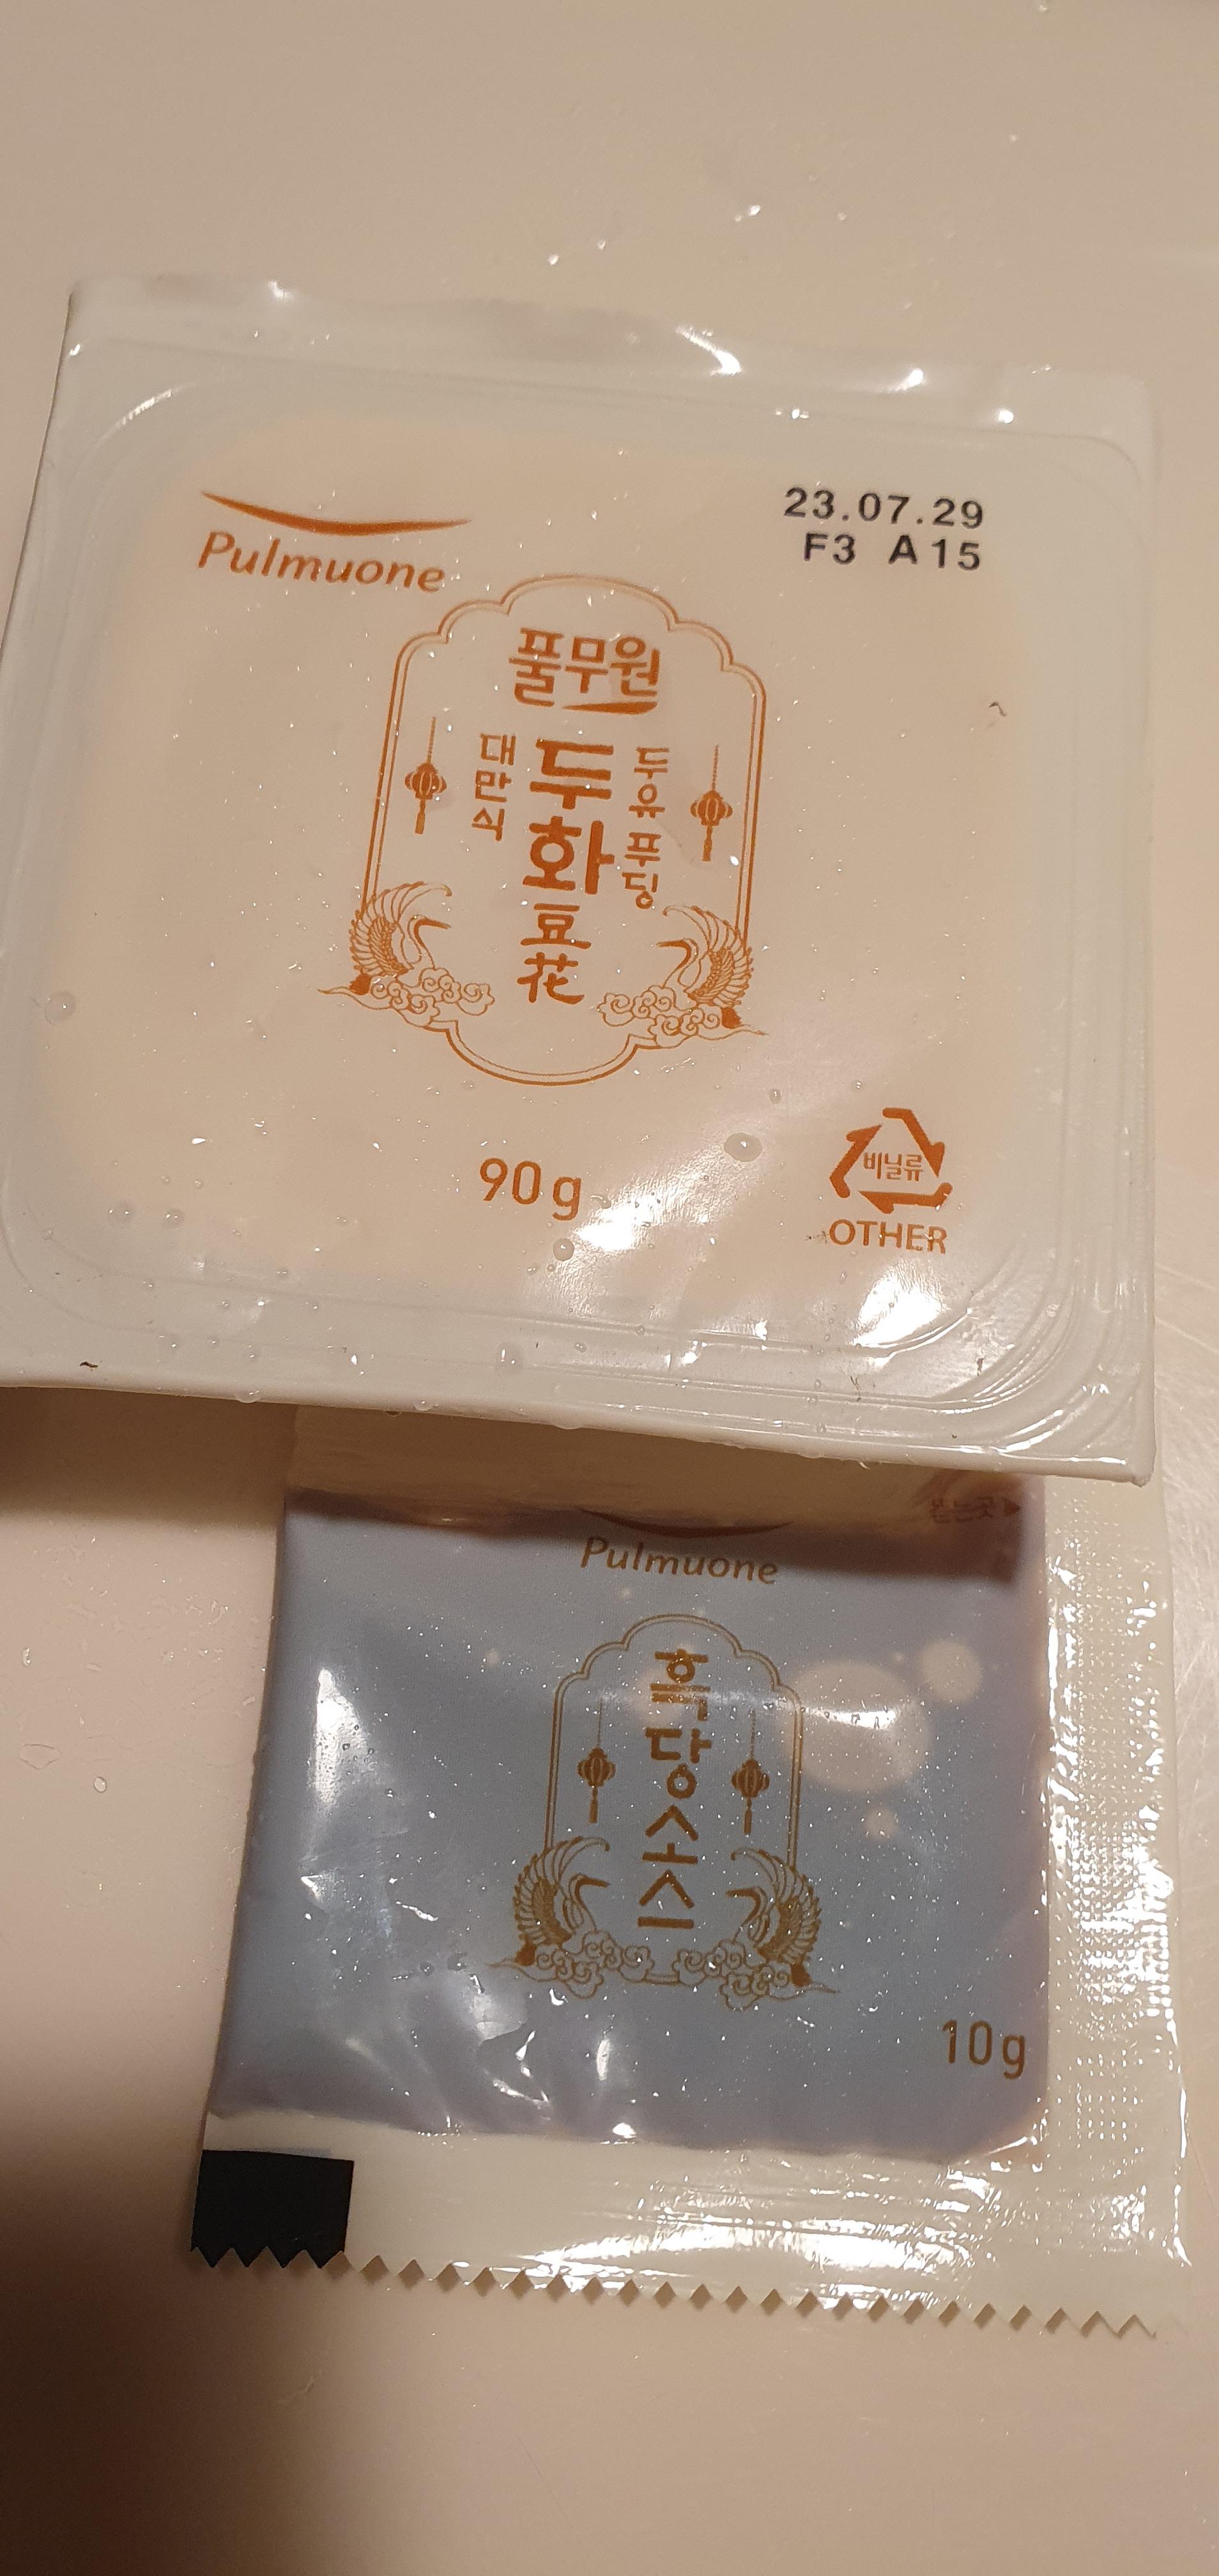 Pulmuone
23.07.29
F3 A15
풀무원
대만식
두화
豆花
두유 푸딩
90g
비닐류
OTHER
Pulmuone
흑당소스
10g